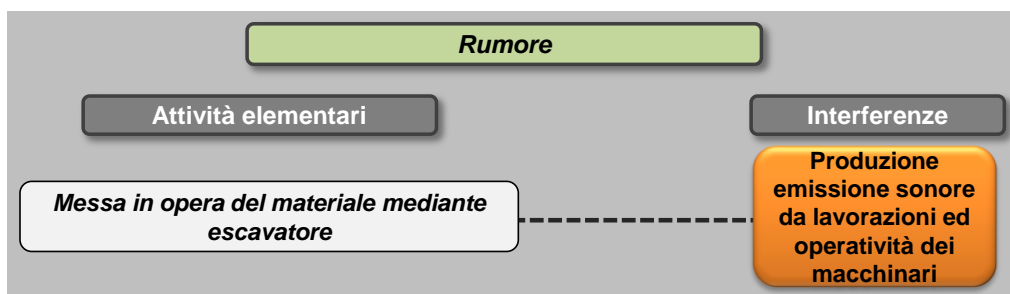 Rumore
Attività elementari
Interferenze
Messa in opera del materiale mediante
escavatore
Produzione
emissione sonore
da lavorazioni ed
operatività dei
macchinari